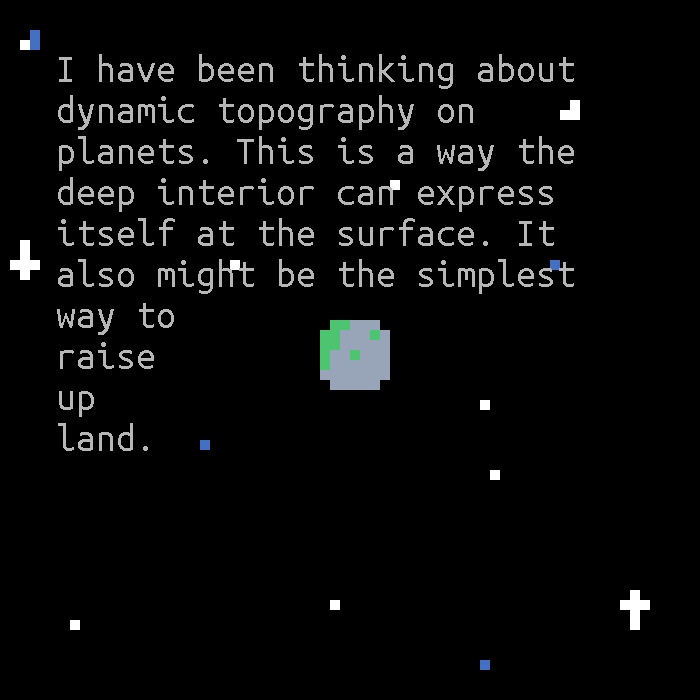 I have been thinking about
dynamic topography on
planets. This is a way the
deep interior can express
itself at the surface. It
also might be the simplest
way to
raise
up
land.